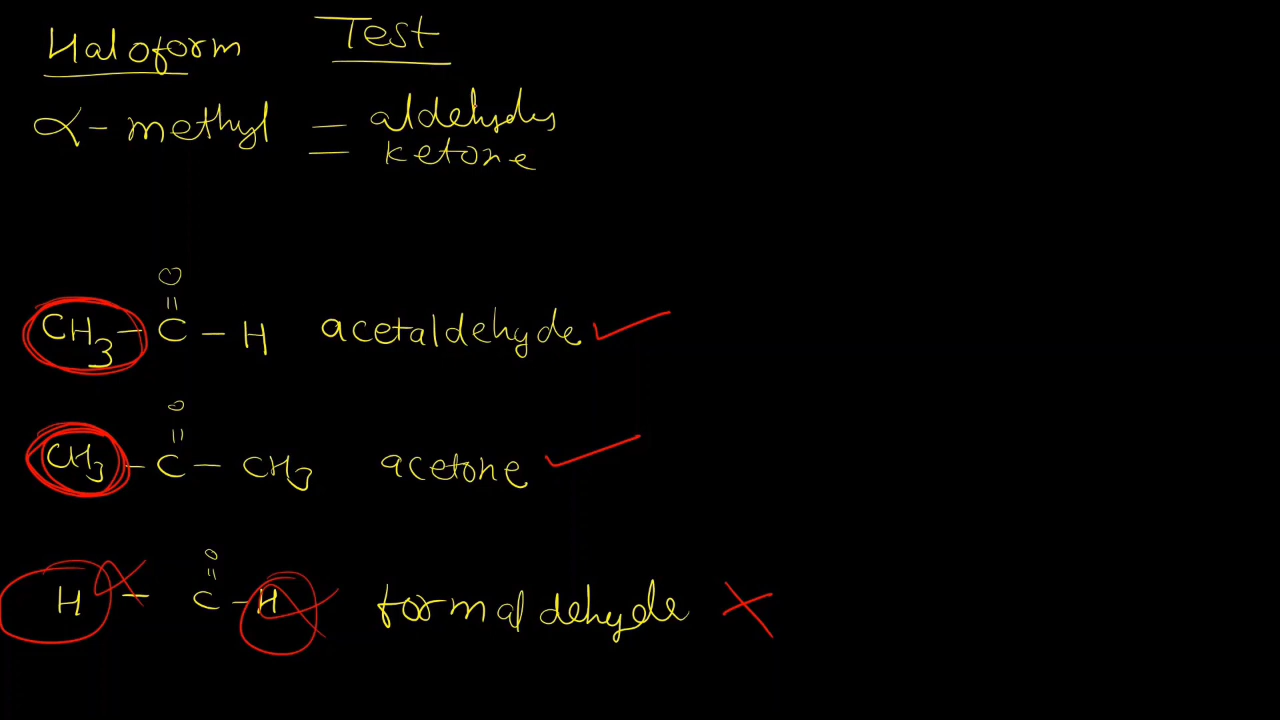 Haloform Test
α- methyl = aldehydes
ketone
O
CH3 - C - H acetaldehyde
O
CH3 - C - CH3 acetone
O
H - C - H formaldehyde